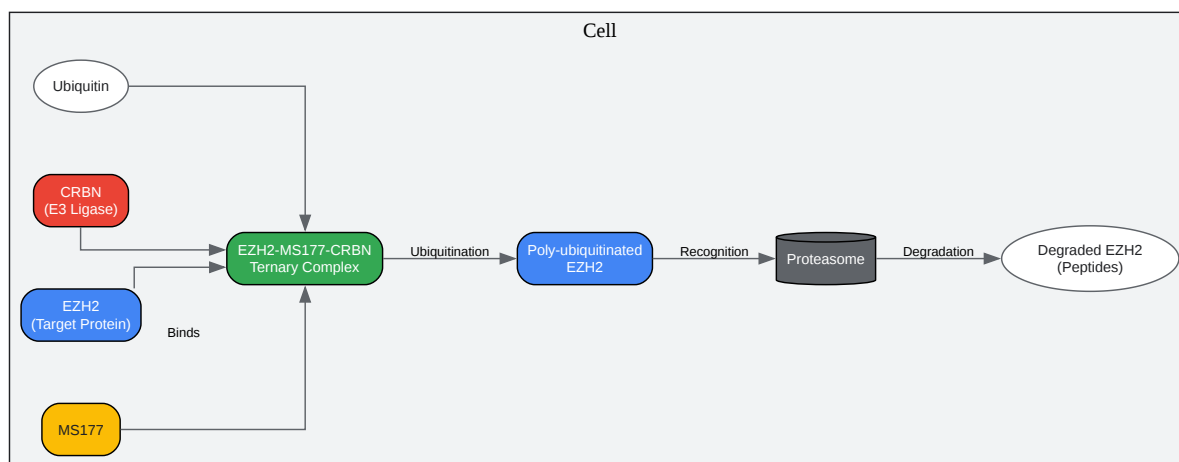 Cell
Ubiquitin
CRBN
(E3 Ligase)
EZH2
(Target Protein)
Binds
MS177
EZH2-MS177-CRBN
Ternary Complex
Ubiquitination
Poly-ubiquitinated
EZH2
Recognition
Proteasome
Degradation
Degraded EZH2
(Peptides)